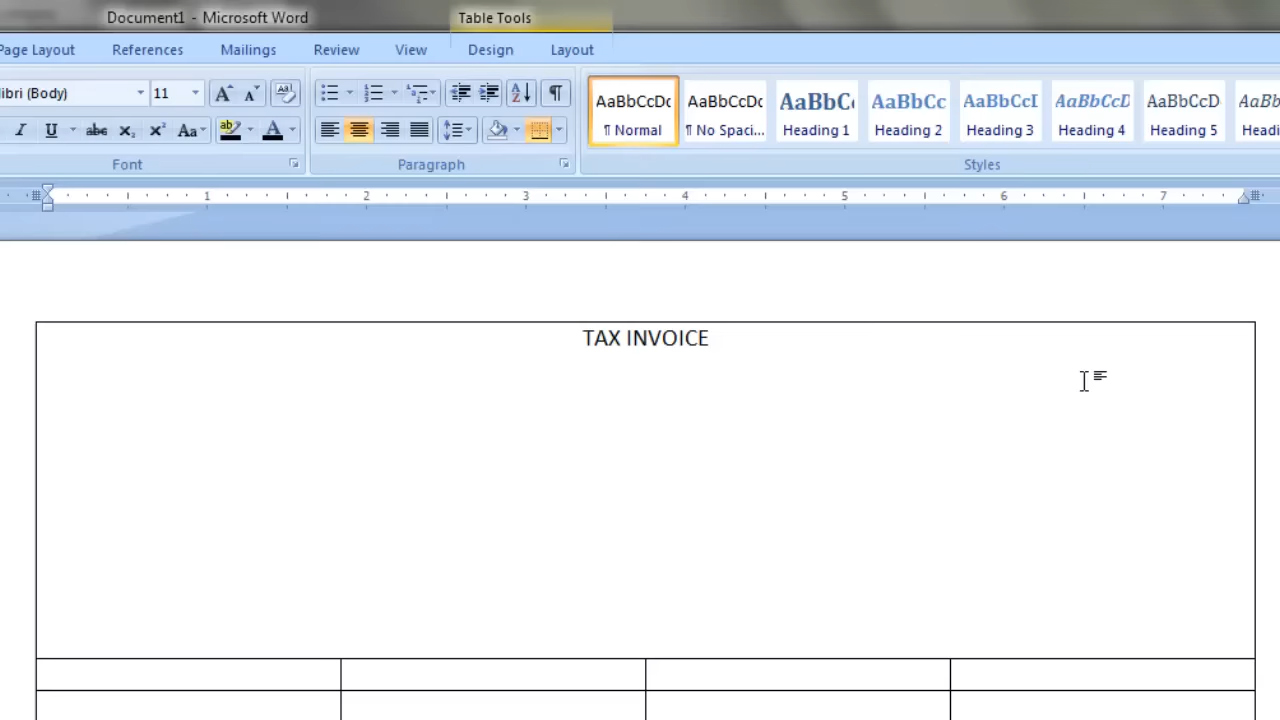 Document1 - Microsoft Word
Table Tools
Page Layout References Mailings Review View Design Layout
libri (Body) 11
AaBbCcDc AaBbCcDc AaBbC AaBbCc AaBbCcI AaBbCcD AaBbCcD AaBb
¶ Normal ¶ No Spaci... Heading 1 Heading 2 Heading 3 Heading 4 Heading 5 Headi
Font Paragraph Styles
1 2 3 4 5 6 7
TAX INVOICE